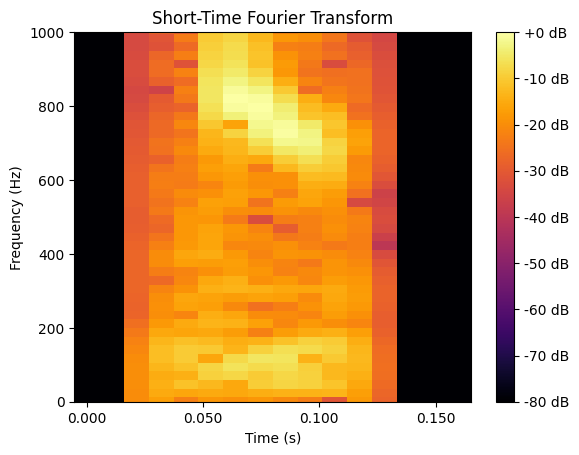 Short-Time Fourier Transform
1000
800
600
400
200
0
Frequency (Hz)
0.000
0.050
0.100
0.150
Time (s)
+0 dB
-10 dB
-20 dB
-30 dB
-40 dB
-50 dB
-60 dB
-70 dB
-80 dB